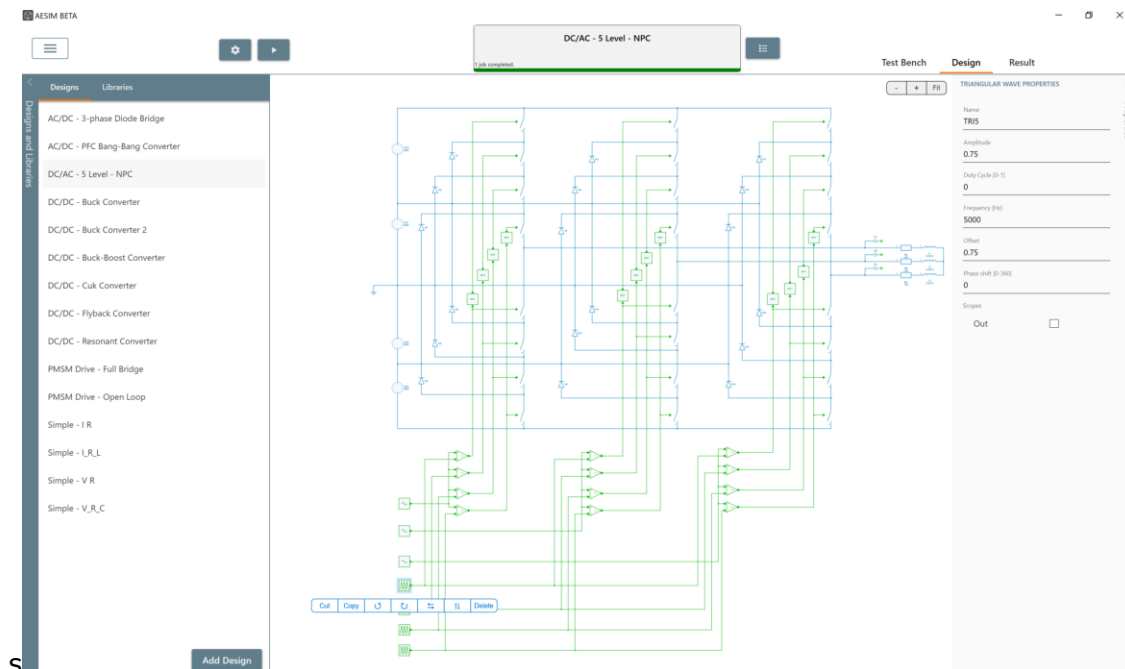 AESIM BETA
DC/AC - 5 Level - NPC
1 job completed.
Test Bench Design Result
Designs Libraries
Designs and Libraries
AC/DC - 3-phase Diode Bridge
AC/DC - PFC Bang-Bang Converter
DC/AC - 5 Level - NPC
DC/DC - Buck Converter
DC/DC - Buck Converter 2
DC/DC - Buck-Boost Converter
DC/DC - Cuk Converter
DC/DC - Flyback Converter
DC/DC - Resonant Converter
PMSM Drive - Full Bridge
PMSM Drive - Open Loop
Simple - I R
Simple - I_R_L
Simple - V R
Simple - V_R_C
Add Design
- + Fit
Cut Copy Delete
TRIANGULAR WAVE PROPERTIES
Name
TRI5
Amplitude
0.75
Duty Cycle [0-1]
0
Frequency [Hz]
5000
Offset
0.75
Phase shift [0-360]
0
Scopes
Out
s